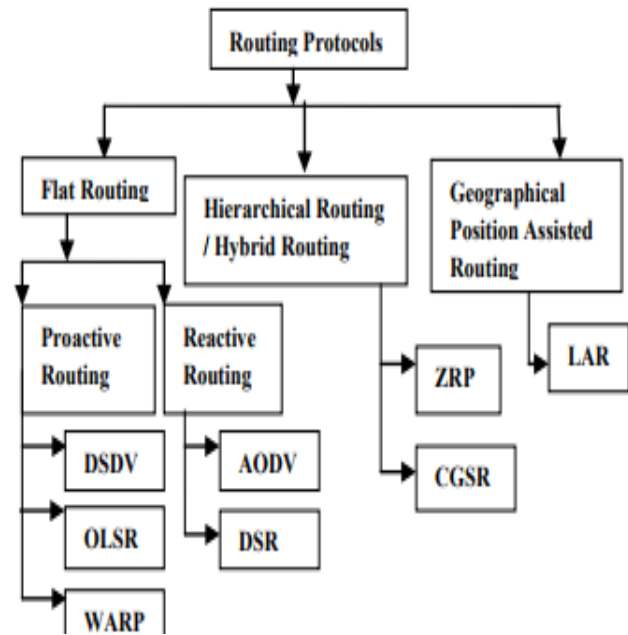 Routing Protocols
Flat Routing
Hierarchical Routing
/ Hybrid Routing
Geographical
Position Assisted
Routing
Proactive
Routing
Reactive
Routing
ZRP
LAR
DSDV
AODV
CGSR
OLSR
DSR
WARP